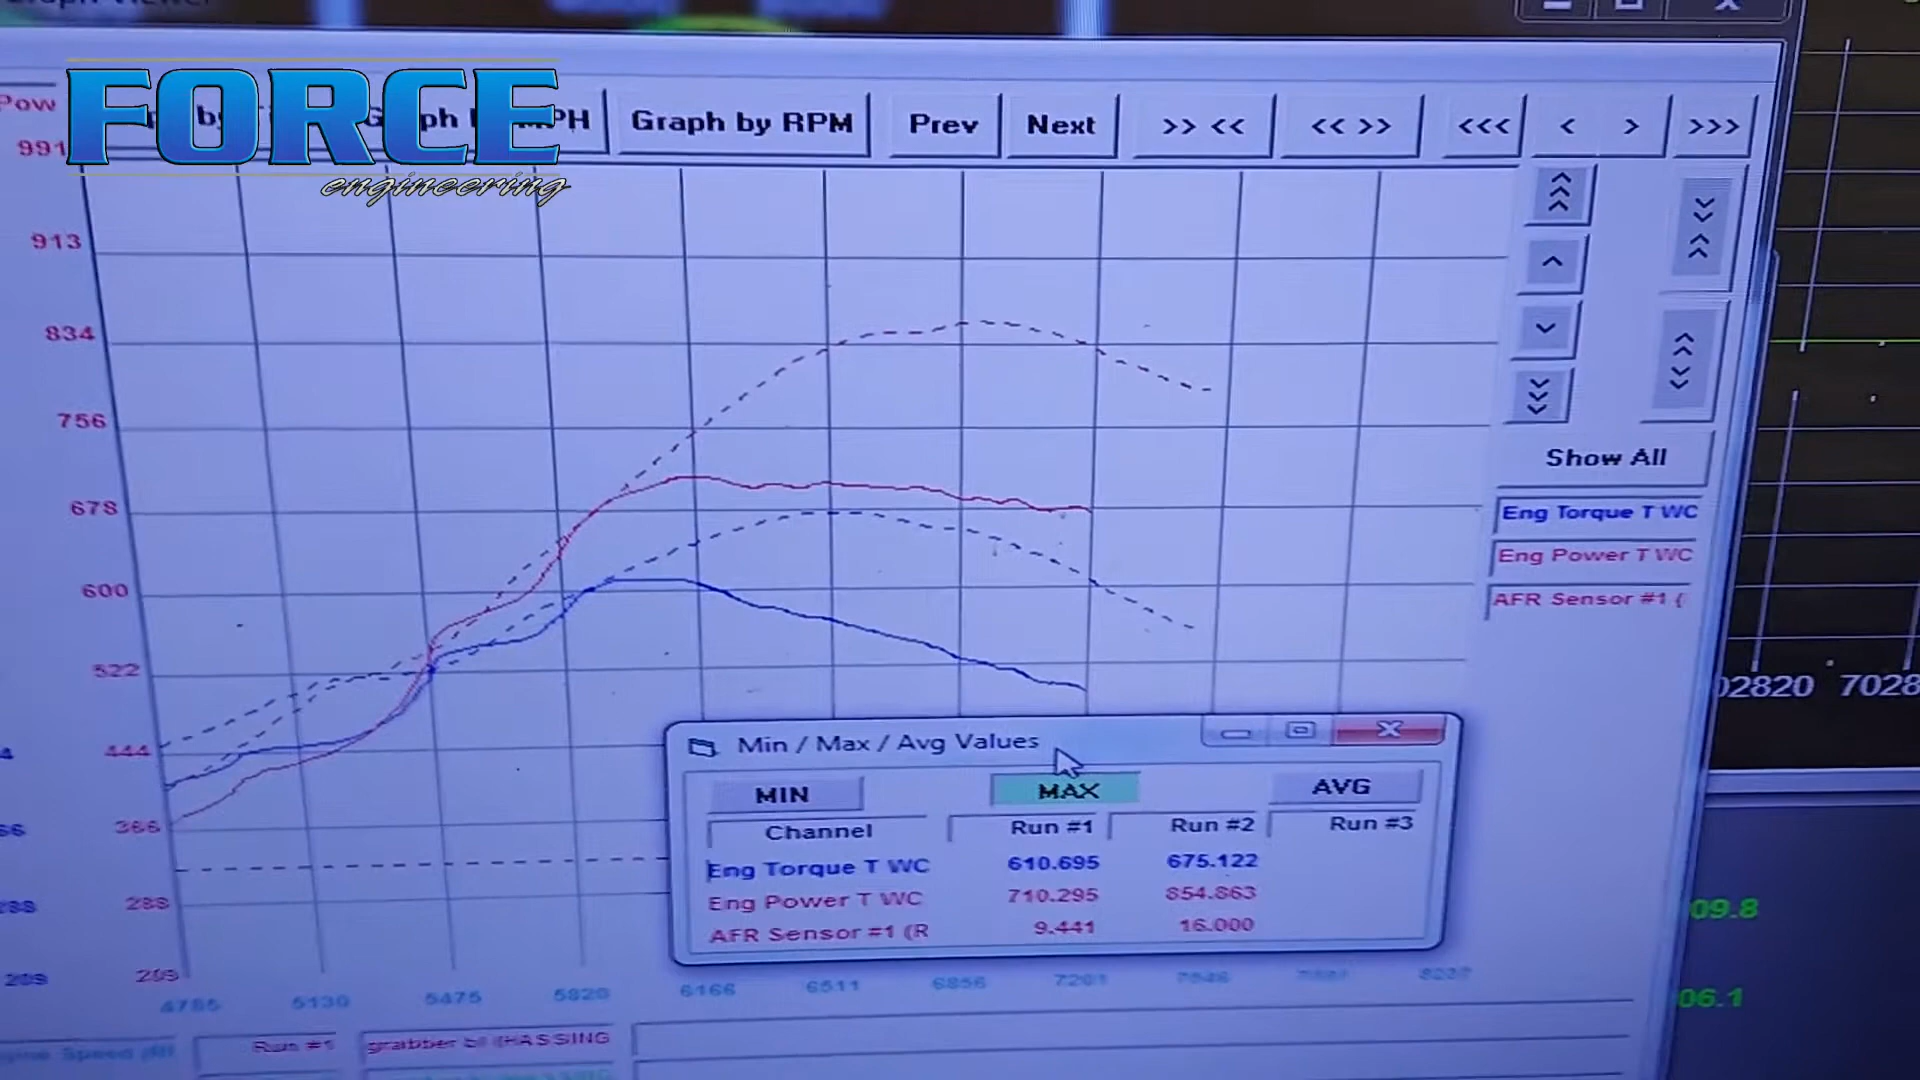 FORCE
engineering
Pow
Graph by RPM
Prev
Next
>> <<
<< >>
<<<
<
>
>>>
991
913
834
756
678
600
522
444
366
288
209
Show All
Eng Torque T WC
Eng Power T WC
AFR Sensor #1 (
02820 7028
Min / Max / Avg Values
MIN MAX AVG
Channel Run #1 Run #2 Run #3
Eng Torque T WC 610.695 675.122
Eng Power T WC 710.295 854.863
AFR Sensor #1 (R 9.441 16.000
209
4785 5130 5475 5820 6166 6511 6856 7201 7546
09.8
06.1
Run #1